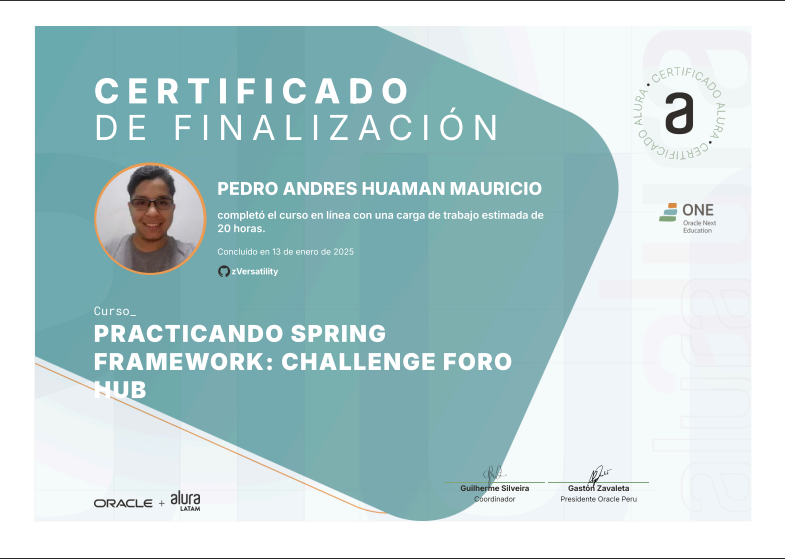 CERTIFICADO
DE FINALIZACIÓN
CERTIFICADO ALURA • CERTIFICADO ALURA •
a
PEDRO ANDRES HUAMAN MAURICIO
completó el curso en línea con una carga de trabajo estimada de
20 horas.
Concluido en 13 de enero de 2025
zVersatility
ONE
Oracle Next
Education
Curso_
PRACTICANDO SPRING
FRAMEWORK: CHALLENGE FORO
HUB
ORACLE + alura
LATAM
Guilherme Silveira
Coordinador
Gastón Zavaleta
Presidente Oracle Peru
alura